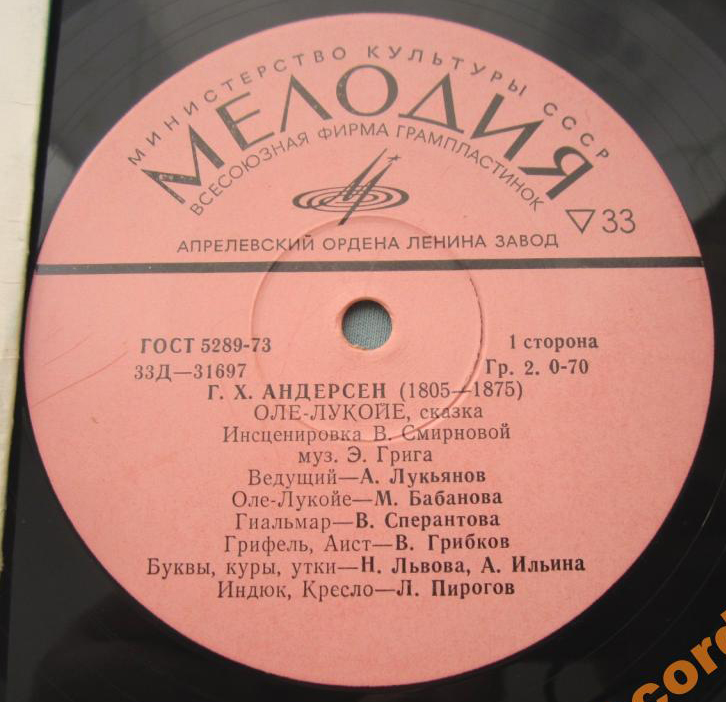 МИНИСТЕРСТВО КУЛЬТУРЫ СССР
МЕЛОДИЯ
ВСЕСОЮЗНАЯ ФИРМА ГРАМПЛАСТИНОК
33
АПРЕЛЕВСКИЙ ОРДЕНА ЛЕНИНА ЗАВОД
ГОСТ 5289-73 1 сторона
33Д—31697 Гр. 2. 0-70
Г. Х. АНДЕРСЕН (1805—1875)
ОЛЕ-ЛУКОЙЕ, сказка
Инсценировка В. Смирновой
муз. Э. Грига
Ведущий—А. Лукьянов
Оле-Лукойе—М. Бабанова
Гиальмар—В. Сперантова
Грифель, Аист—В. Грибков
Буквы, куры, утки—Н. Львова, А. Ильина
Индюк, Кресло—Л. Пирогов